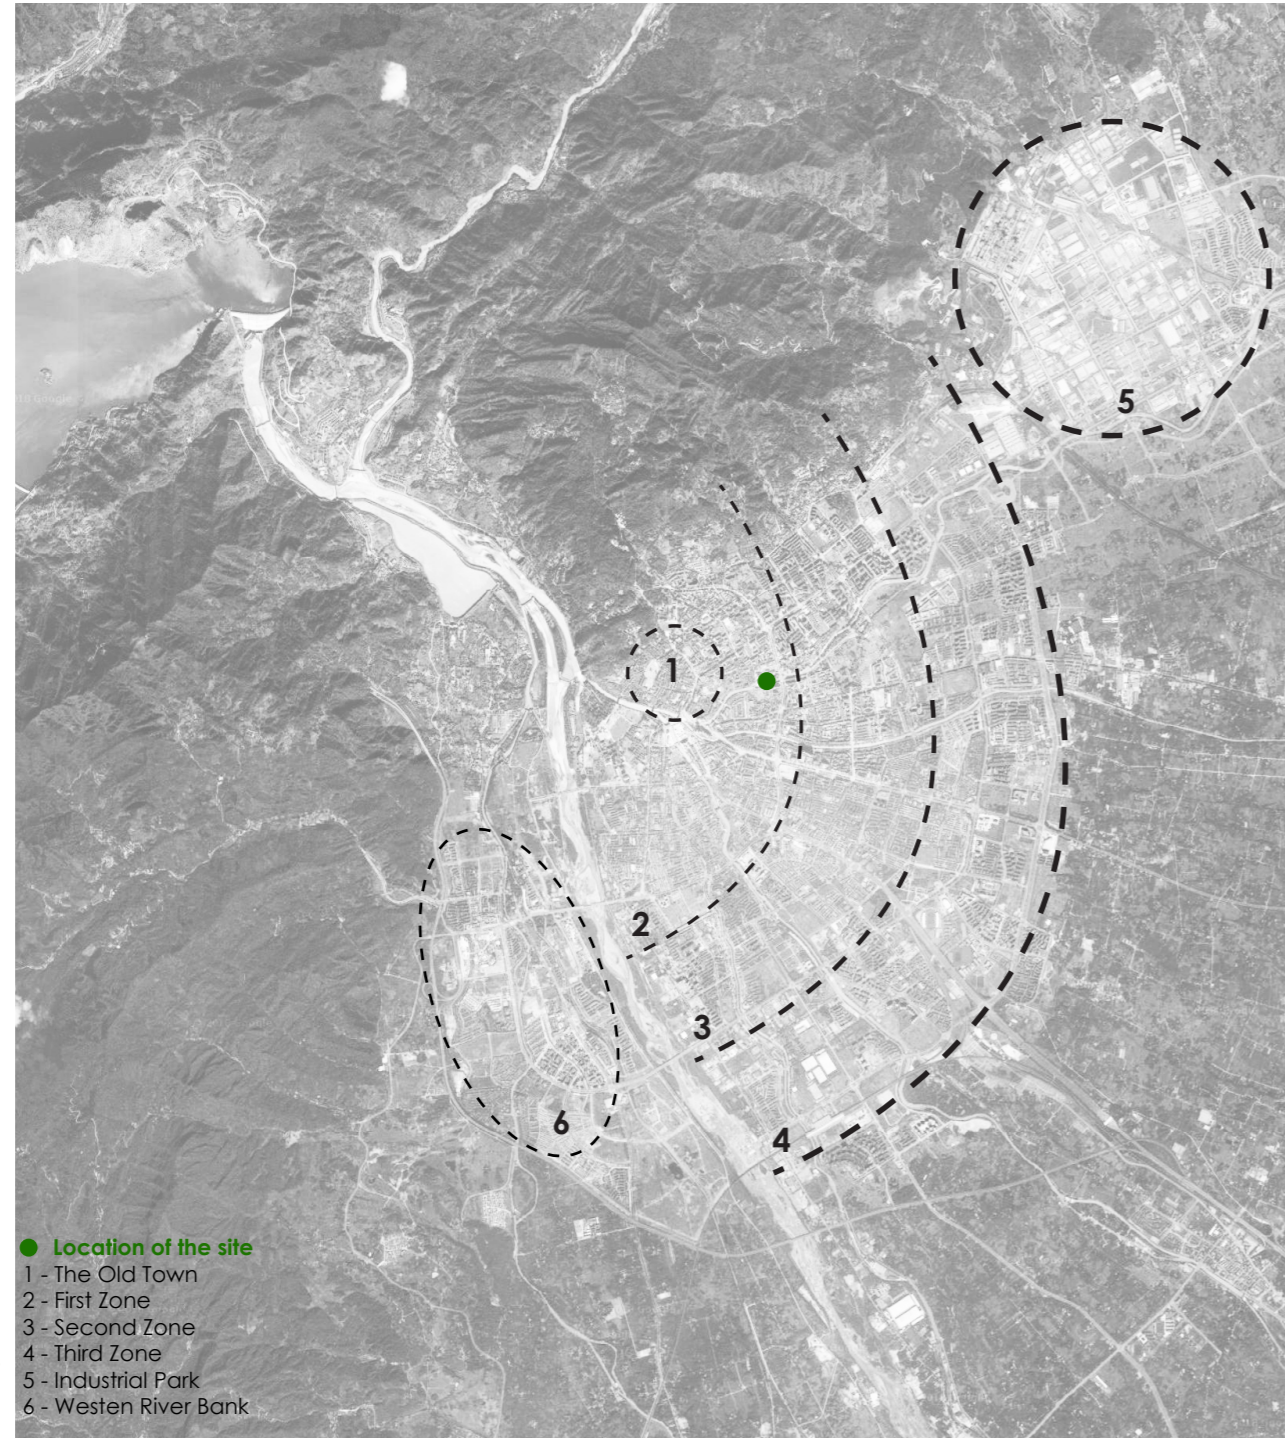 5
1
2
3
6
4
Location of the site
1 - The Old Town
2 - First Zone
3 - Second Zone
4 - Third Zone
5 - Industrial Park
6 - Westen River Bank